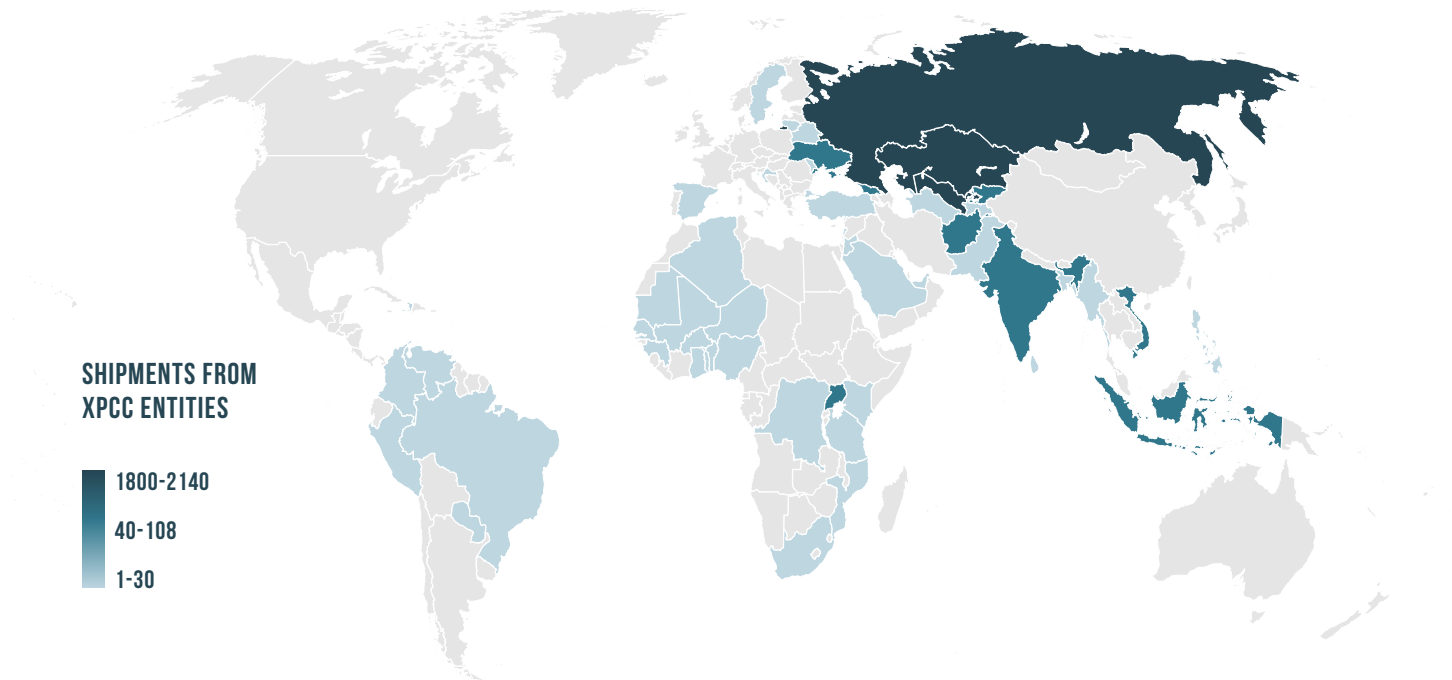 SHIPMENTS FROM
XPCC ENTITIES
1800-2140
40-108
1-30